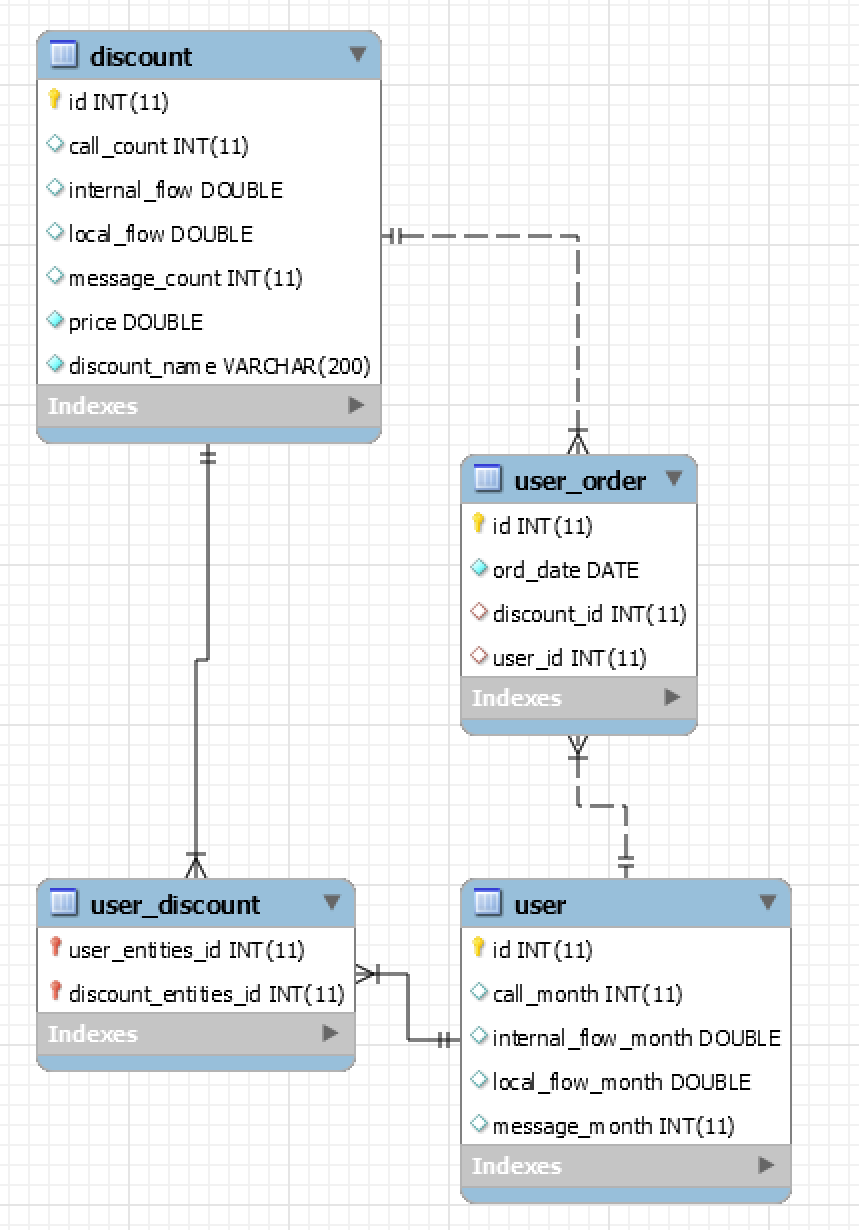 discount
id INT(11)
call_count INT(11)
internal_flow DOUBLE
local_flow DOUBLE
message_count INT(11)
price DOUBLE
discount_name VARCHAR(200)
Indexes
user_order
id INT(11)
ord_date DATE
discount_id INT(11)
user_id INT(11)
Indexes
user_discount
user_entities_id INT(11)
discount_entities_id INT(11)
Indexes
user
id INT(11)
call_month INT(11)
internal_flow_month DOUBLE
local_flow_month DOUBLE
message_month INT(11)
Indexes